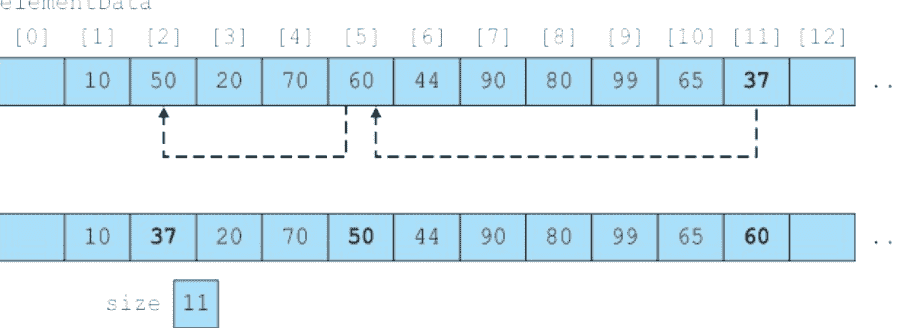 elementData
[0] [1] [2] [3] [4] [5] [6] [7] [8] [9] [10] [11] [12]
10 50 20 70 60 44 90 80 99 65 37 ..
10 37 20 70 50 44 90 80 99 65 60 ..
size 11